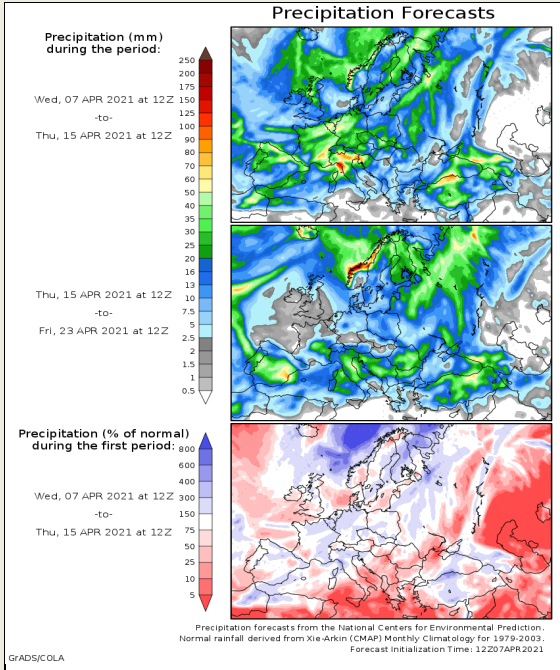 Precipitation Forecasts
Precipitation (mm)
during the period:
Wed, 07 APR 2021 at 12Z
-to-
Thu, 15 APR 2021 at 12Z
250
200
175
150
125
100
90
80
70
60
50
40
35
30
25
20
16
13
10
7.5
5
2.5
2
1.5
1
0.5
Thu, 15 APR 2021 at 12Z
-to-
Fri, 23 APR 2021 at 12Z
Precipitation (% of normal)
during the first period:
Wed, 07 APR 2021 at 12Z
-to-
Thu, 15 APR 2021 at 12Z
800
600
400
300
150
75
50
25
10
5
Precipitation forecasts from the National Centers for Environmental Prediction.
Normal rainfall derived from Xie-Arkin (CMAP) Monthly Climatology for 1979-2003.
Forecast Initialization Time: 12Z07APR2021
GrADS/COLA